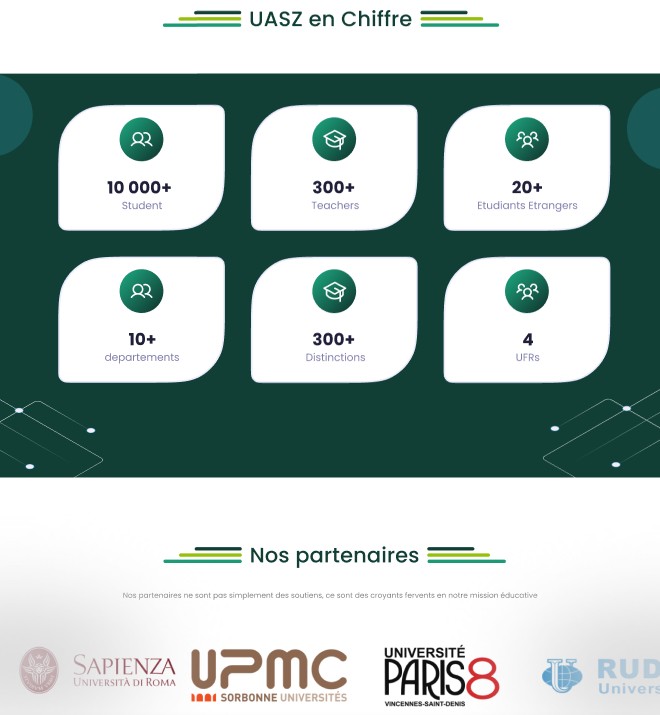 UASZ en Chiffre
10 000+
Student
300+
Teachers
20+
Etudiants Etrangers
10+
departements
300+
Distinctions
4
UFRs
Nos partenaires
Nos partenaires ne sont pas simplement des soutiens, ce sont des croyants fervents en notre mission éducative
SAPIENZA
UNIVERSITÀ DI ROMA
UPMC
SORBONNE UNIVERSITÉS
UNIVERSITÉ
PARIS 8
VINCENNES-SAINT-DENIS
RUD
Univers